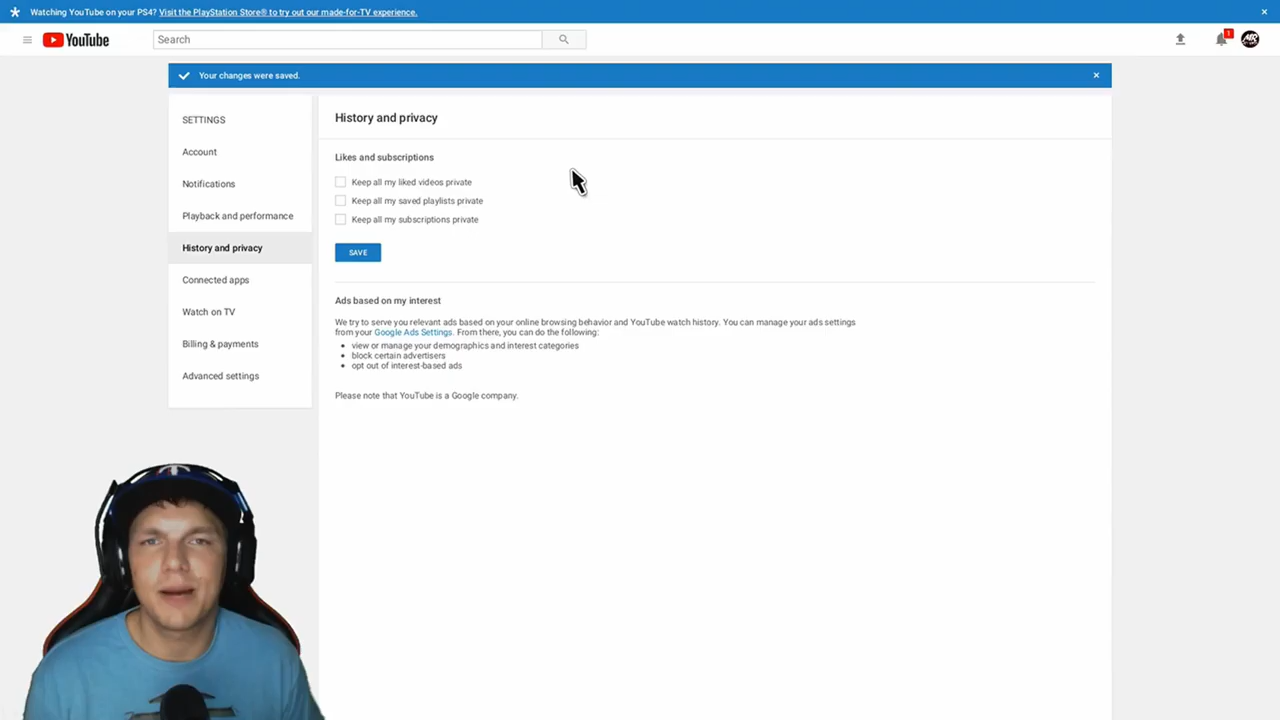 Watching YouTube on your PS4? Visit the PlayStation Store® to try out our made-for-TV experience.
YouTube
Search
1
Your changes were saved.
SETTINGS
Account
Notifications
Playback and performance
History and privacy
Connected apps
Watch on TV
Billing & payments
Advanced settings
History and privacy
Likes and subscriptions
Keep all my liked videos private
Keep all my saved playlists private
Keep all my subscriptions private
SAVE
Ads based on my interest
We try to serve you relevant ads based on your online browsing behavior and YouTube watch history. You can manage your ads settings
from your Google Ads Settings. From there, you can do the following:
• view or manage your demographics and interest categories
• block certain advertisers
• opt out of interest-based ads
Please note that YouTube is a Google company.